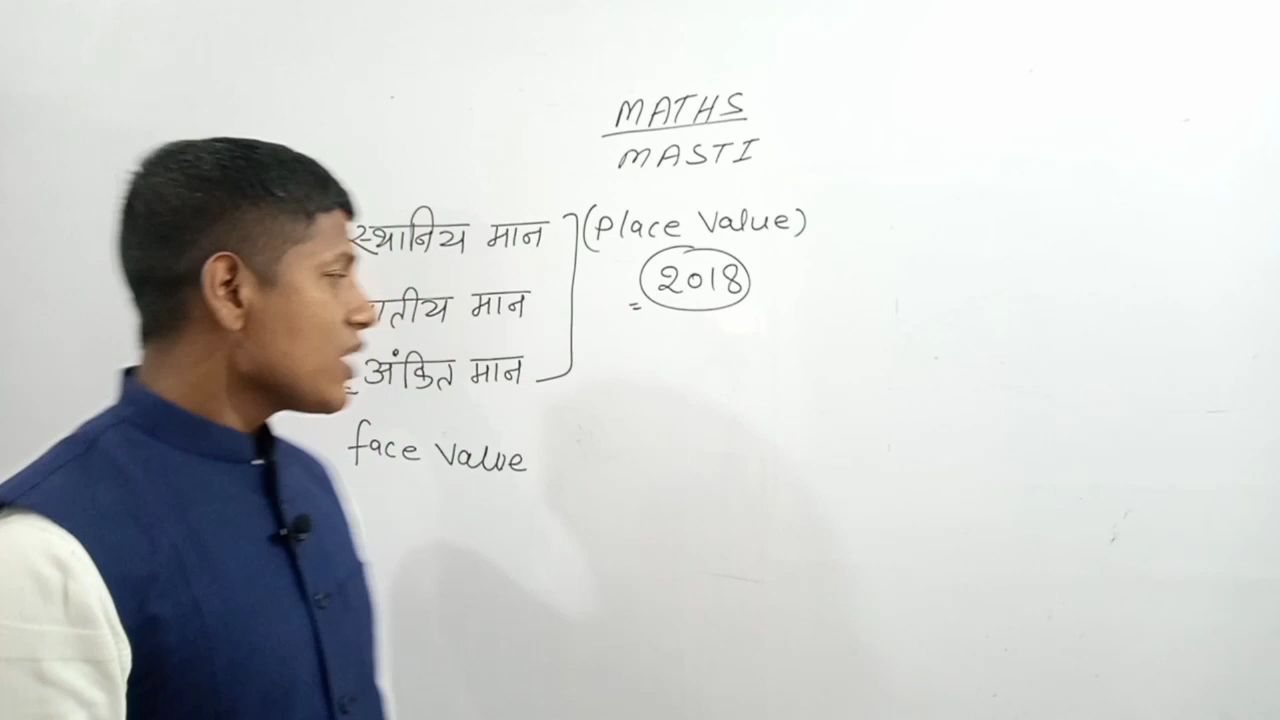 MATHS
MASTI
स्थानिय मान (Place Value)
= 2018
मान
= अंकित मान
face Value